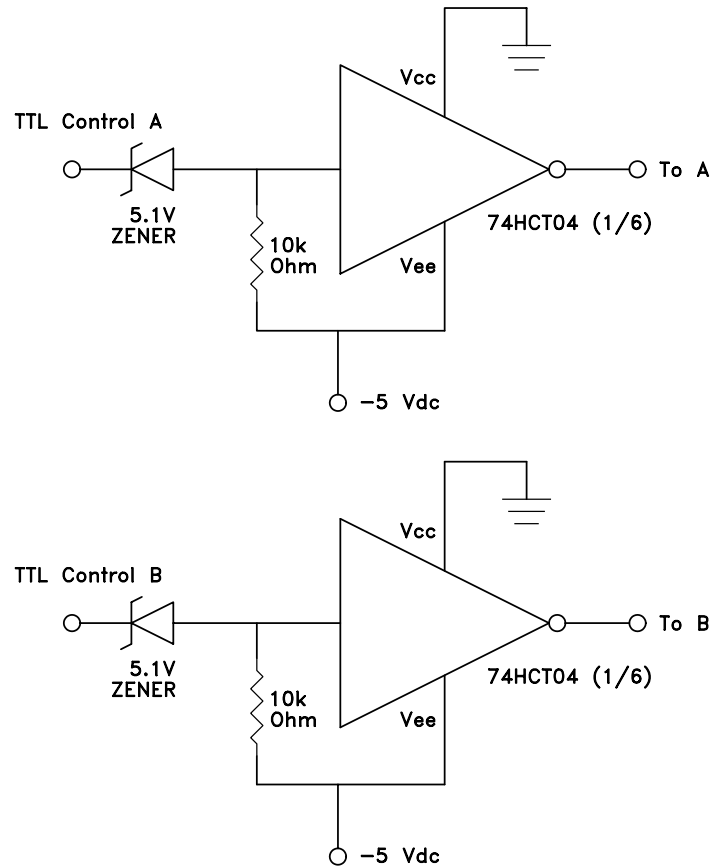 Vcc
TTL Control A
To A
5.1V
ZENER
74HCT04 (1/6)
10k
Ohm
Vee
-5 Vdc
Vcc
TTL Control B
To B
5.1V
ZENER
74HCT04 (1/6)
10k
Ohm
Vee
-5 Vdc